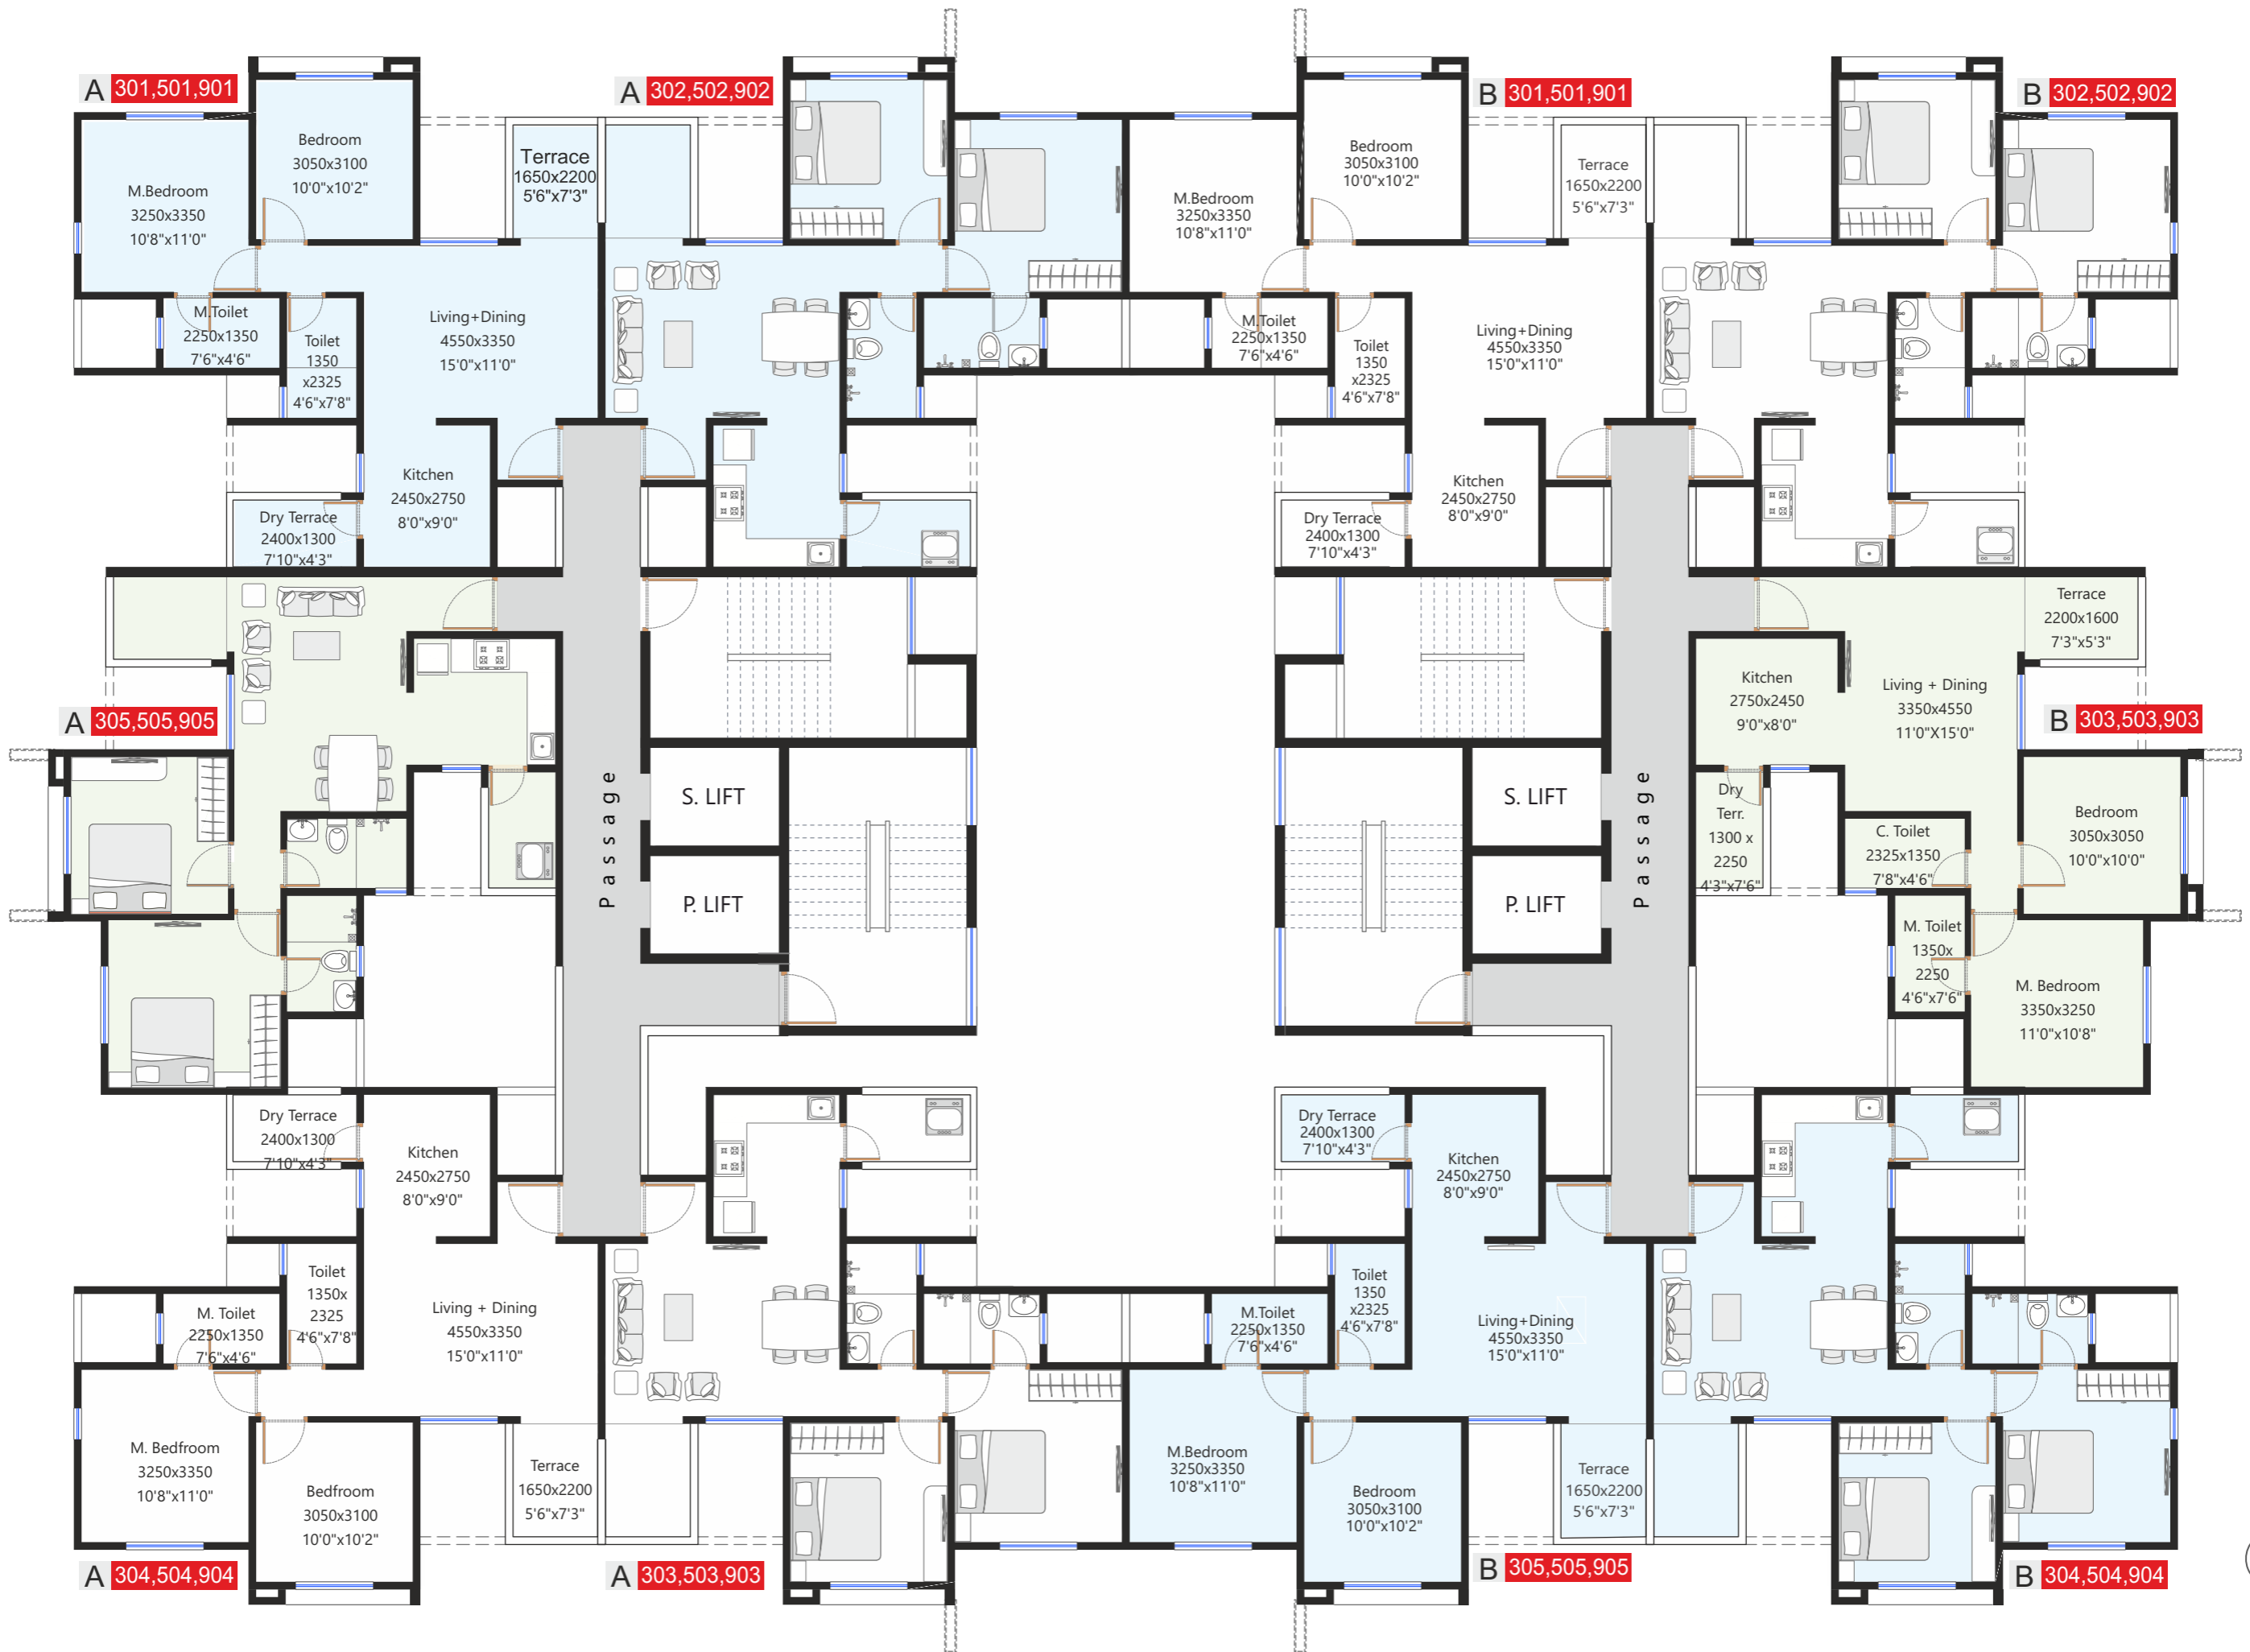 A 301,501,901
A 302,502,902
B 301,501,901
B 302,502,902
Bedroom
3050x3100
10'0"x10'2"
M.Bedroom
3250x3350
10'8"x11'0"
Terrace
1650x2200
5'6"x7'3"
M.Toilet
2250x1350
7'6"x4'6"
Toilet
1350
x2325
4'6"x7'8"
Living+Dining
4550x3350
15'0"x11'0"
Kitchen
2450x2750
8'0"x9'0"
Dry Terrace
2400x1300
7'10"x4'3"
M.Bedroom
3250x3350
10'8"x11'0"
Bedroom
3050x3100
10'0"x10'2"
Terrace
1650x2200
5'6"x7'3"
M.Toilet
2250x1350
7'6"x4'6"
Toilet
1350
x2325
4'6"x7'8"
Living+Dining
4550x3350
15'0"x11'0"
Kitchen
2450x2750
8'0"x9'0"
Dry Terrace
2400x1300
7'10"x4'3"
A 305,505,905
Passage
S. LIFT
P. LIFT
S. LIFT
P. LIFT
Passage
Terrace
2200x1600
7'3"x5'3"
Kitchen
2750x2450
9'0"x8'0"
Living + Dining
3350x4550
11'0"X15'0"
B 303,503,903
Dry
Terr.
1300 x
2250
4'3"x7'6"
C. Toilet
2325x1350
7'8"x4'6"
Bedroom
3050x3050
10'0"x10'0"
M. Toilet
1350x
2250
4'6"x7'6"
M. Bedroom
3350x3250
11'0"x10'8"
Dry Terrace
2400x1300
7'10"x4'3"
Kitchen
2450x2750
8'0"x9'0"
Toilet
1350x
2325
4'6"x7'8"
M. Toilet
2250x1350
7'6"x4'6"
Living + Dining
4550x3350
15'0"x11'0"
M. Bedfroom
3250x3350
10'8"x11'0"
Bedfroom
3050x3100
10'0"x10'2"
Terrace
1650x2200
5'6"x7'3"
Dry Terrace
2400x1300
7'10"x4'3"
Kitchen
2450x2750
8'0"x9'0"
Toilet
1350
x2325
4'6"x7'8"
M.Toilet
2250x1350
7'6"x4'6"
Living+Dining
4550x3350
15'0"x11'0"
M.Bedroom
3250x3350
10'8"x11'0"
Bedroom
3050x3100
10'0"x10'2"
Terrace
1650x2200
5'6"x7'3"
A 304,504,904
A 303,503,903
B 305,505,905
B 304,504,904